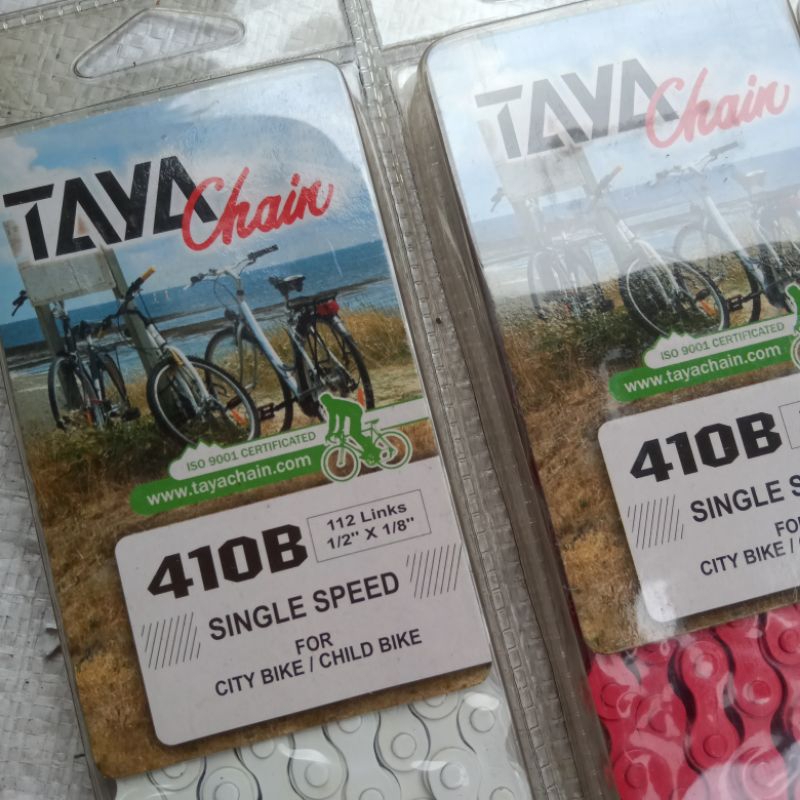 TAYA Chain
ISO 9001 CERTIFICATED
www.tayachain.com
410B
112 Links
1/2" X 1/8"
SINGLE SPEED
FOR
CITY BIKE / CHILD BIKE
TAYA Chain
ISO 9001 CERTIFICATED
www.tayachain.com
410B
SINGLE
FO
CITY BIKE /